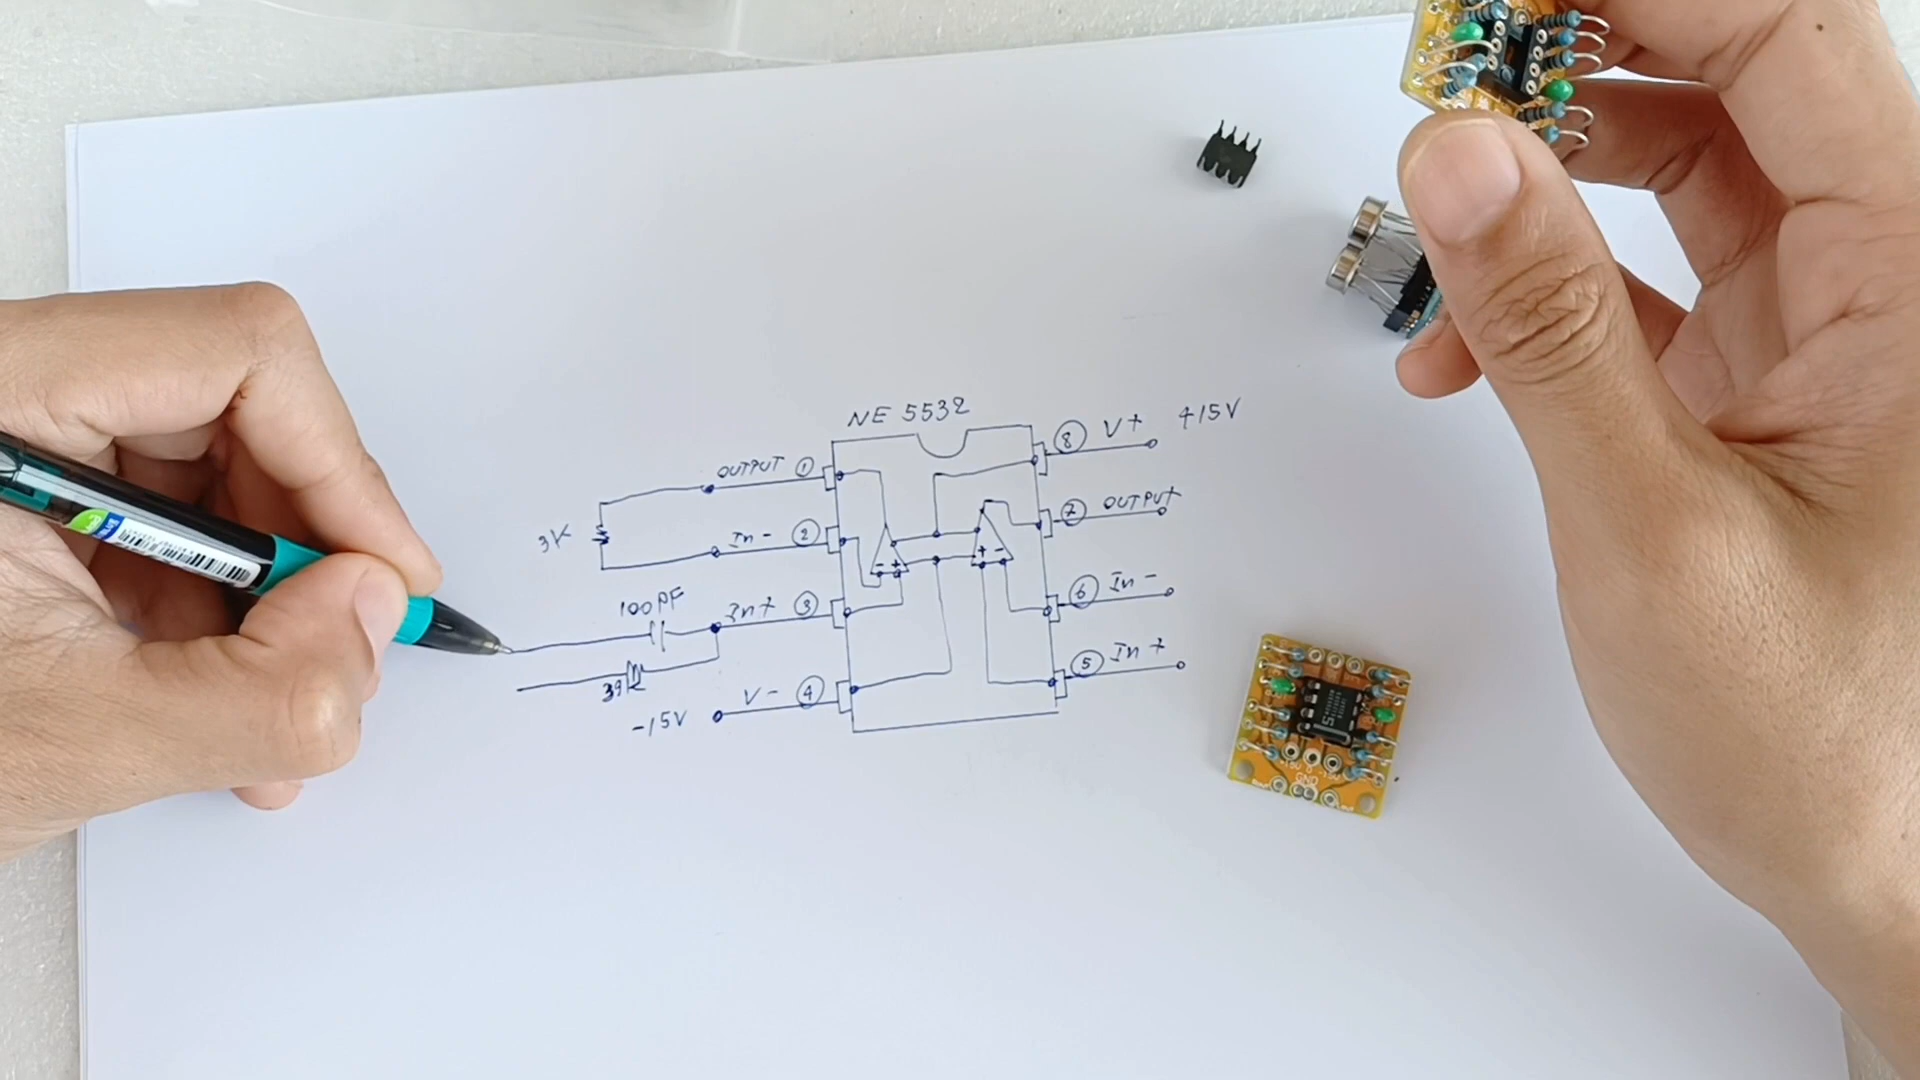 NE 5532
OUTPUT ①
In - ②
In+ ③
V - ④
-15V
3K
100PF
39K
⑧ V+ +15V
⑦ OUTPUT
⑥ In -
⑤ In +
+ -
- +
GND